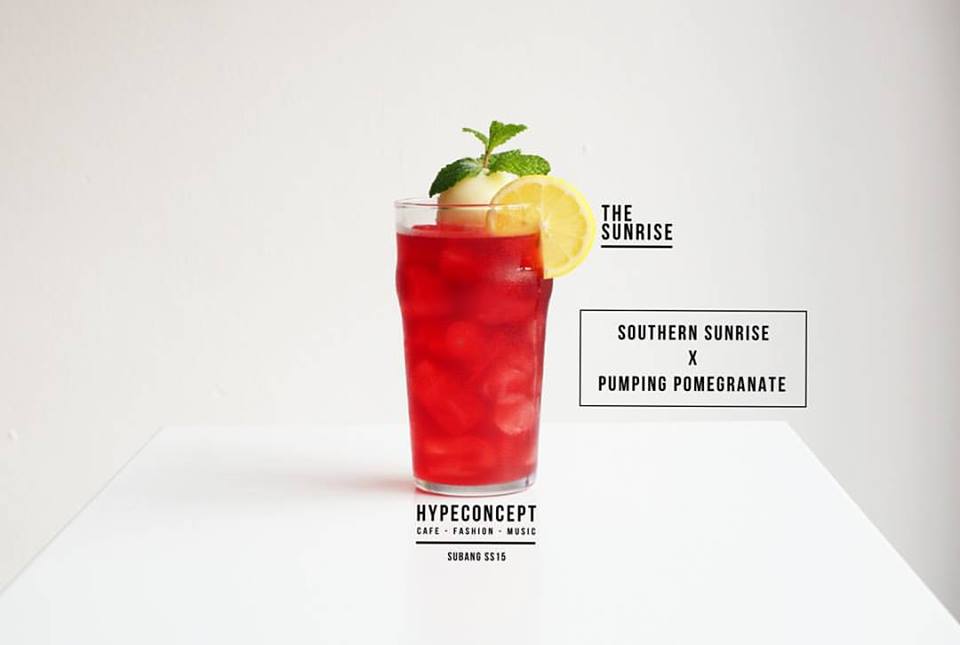 THE
SUNRISE
SOUTHERN SUNRISE
X
PUMPING POMEGRANATE
HYPECONCEPT
CAFE - FASHION - MUSIC
SUBANG SS15